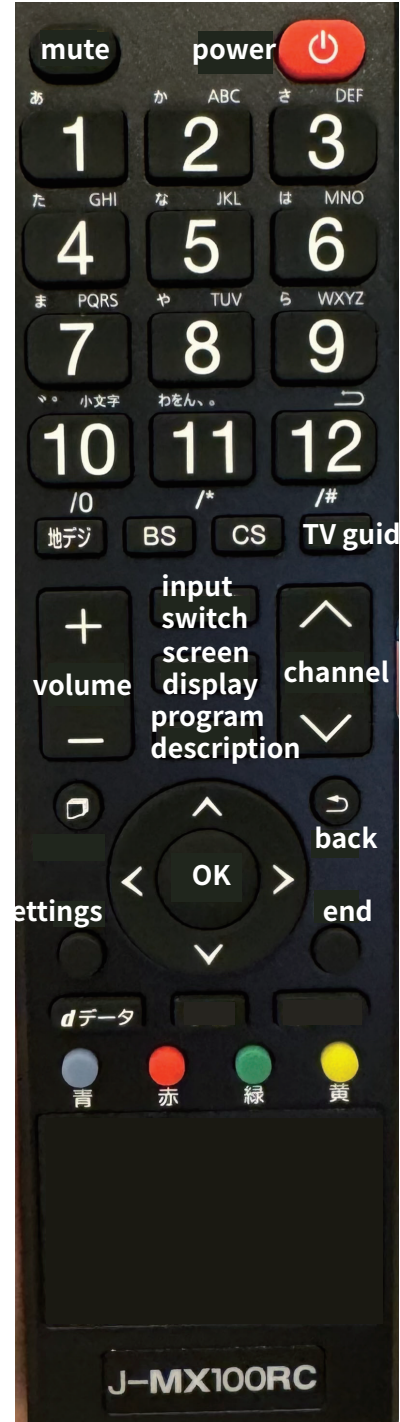 mute power
あ か ABC さ DEF
1 2 3
た GHI な JKL は MNO
4 5 6
ま PQRS や TUV ら WXYZ
7 8 9
゛゜ 小文字 わをん、。
10 11 12
/0 /* /#
地デジ BS CS TV guid
input
switch
screen
display
program
description
+
volume
−
channel
back
OK
ettings
end
dデータ
青 赤 緑 黄
J-MX100RC